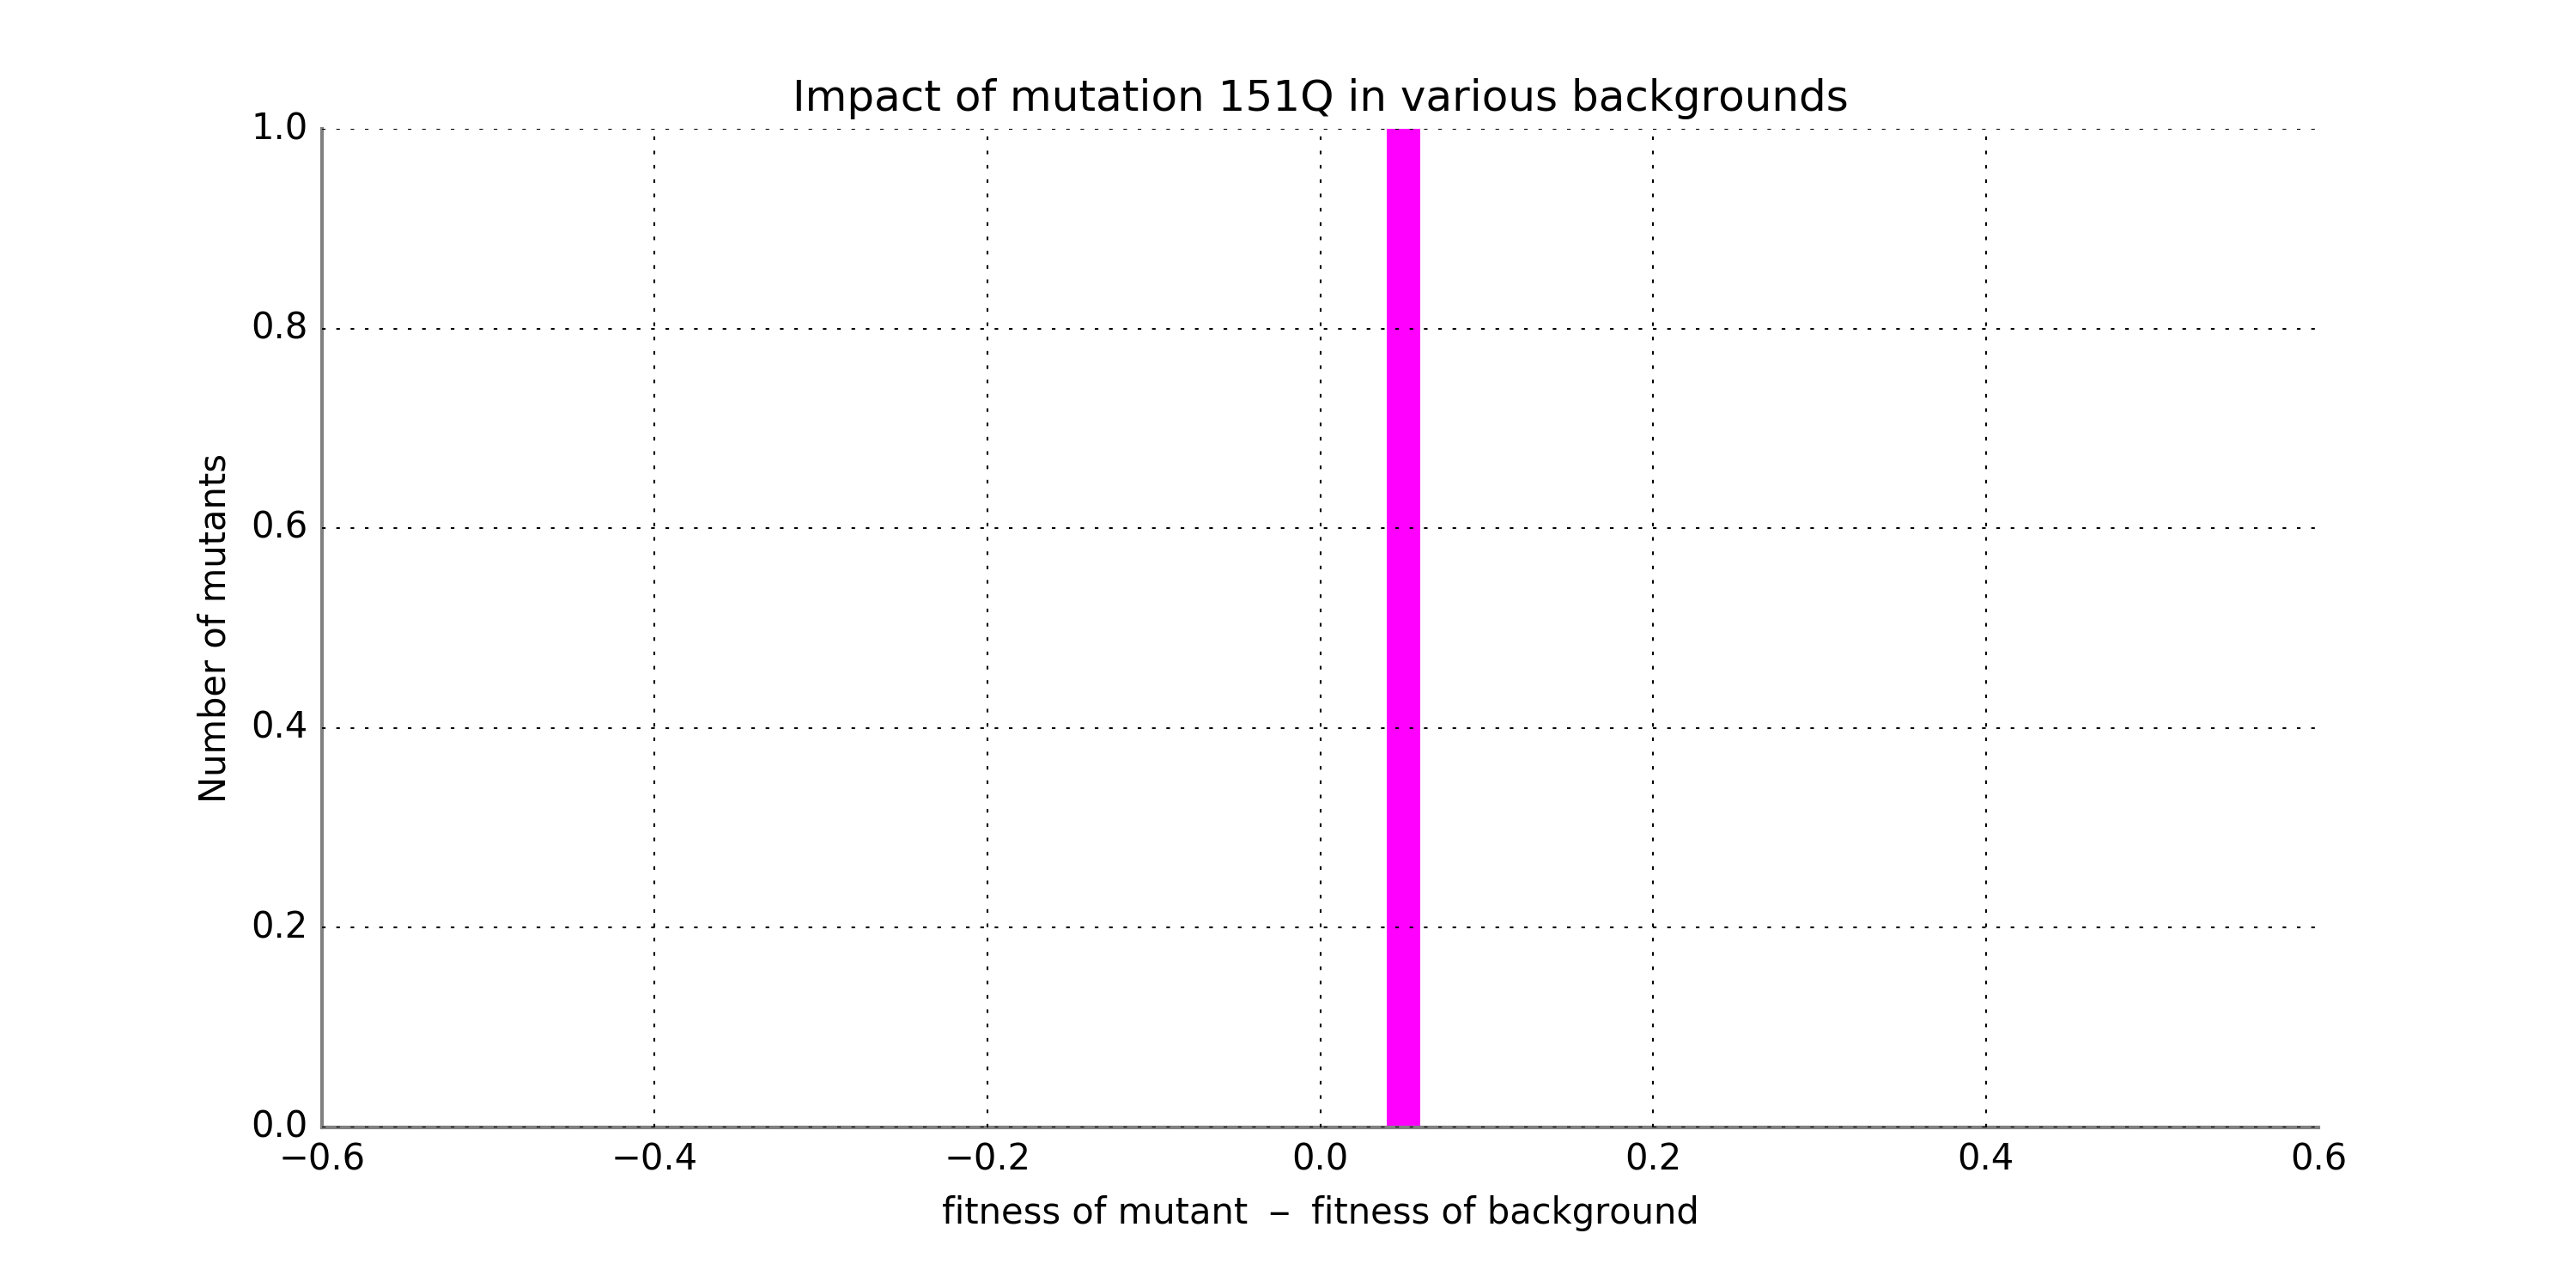 Impact of mutation 151Q in various backgrounds
1.0
0.8
0.6
0.4
0.2
0.0
Number of mutants
−0.6 −0.4 −0.2 0.0 0.2 0.4 0.6
fitness of mutant − fitness of background